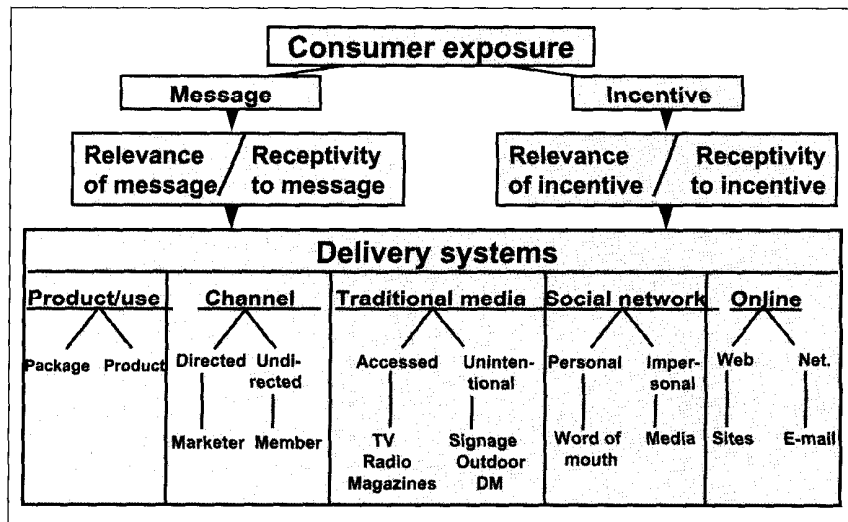 Consumer exposure
Message
Incentive
Relevance / Receptivity
of message / to message
Relevance / Receptivity
of incentive / to incentive
Delivery systems
Product/use
Package
Product
Channel
Directed
Undi-
rected
Marketer
Member
Traditional media
Accessed
Uninten-
tional
TV
Radio
Magazines
Signage
Outdoor
DM
Social network
Personal
Imper-
sonal
Word of
mouth
Media
Online
Web
Net.
Sites
E-mail